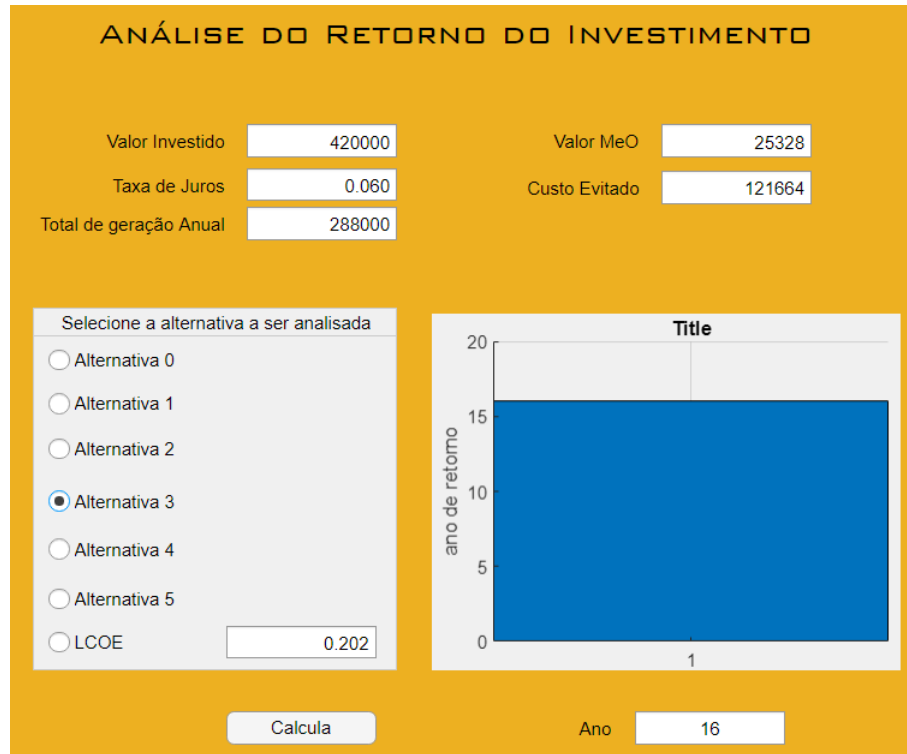 Análise do Retorno do Investimento
Valor Investido 420000
Valor MeO 25328
Taxa de Juros 0.060
Custo Evitado 121664
Total de geração Anual 288000
Selecione a alternativa a ser analisada
Alternativa 0
Alternativa 1
Alternativa 2
Alternativa 3
Alternativa 4
Alternativa 5
LCOE 0.202
Title
20
15
10
5
0
ano de retorno
1
Calcula
Ano 16